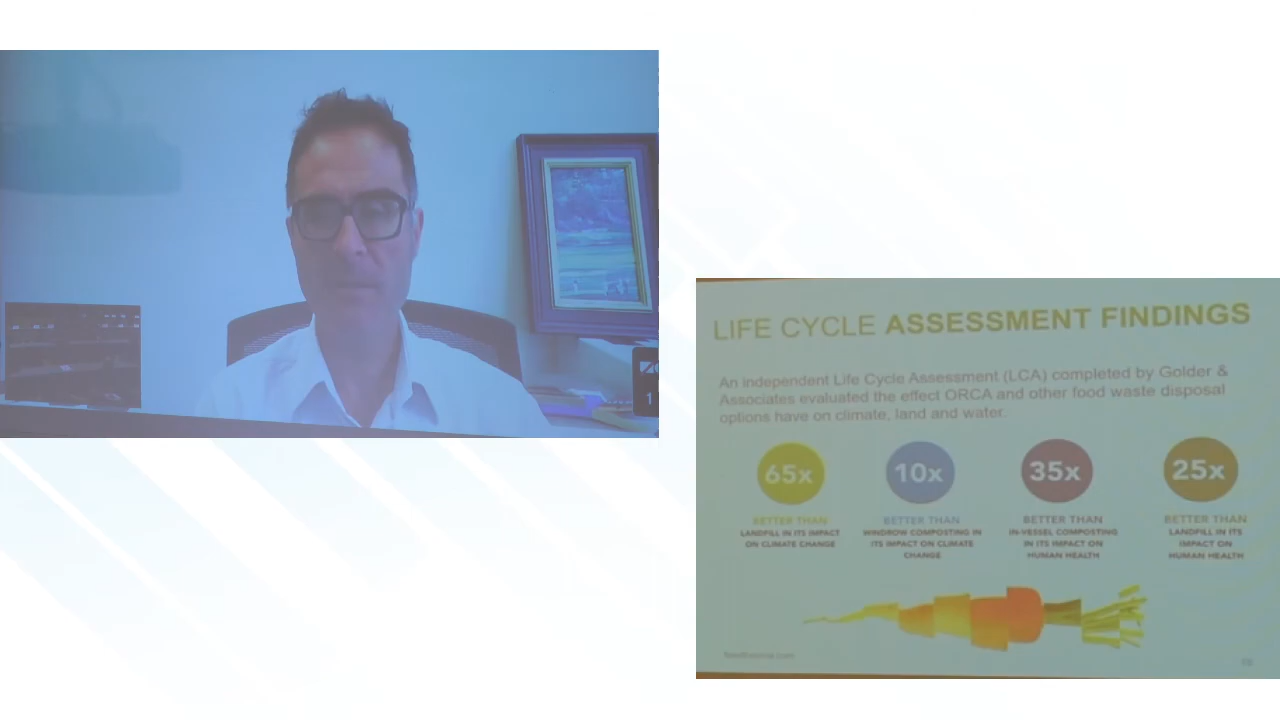 LIFE CYCLE ASSESSMENT FINDINGS
An independent Life Cycle Assessment (LCA) completed by Golder &
Associates evaluated the effect ORCA and other food waste disposal
options have on climate, land and water.
65x
BETTER THAN
LANDFILL IN ITS IMPACT
ON CLIMATE CHANGE
10x
BETTER THAN
WINDROW COMPOSTING IN
ITS IMPACT ON CLIMATE
CHANGE
35x
BETTER THAN
IN-VESSEL COMPOSTING
IN ITS IMPACT ON
HUMAN HEALTH
25x
BETTER THAN
LANDFILL IN ITS
IMPACT ON
HUMAN HEALTH